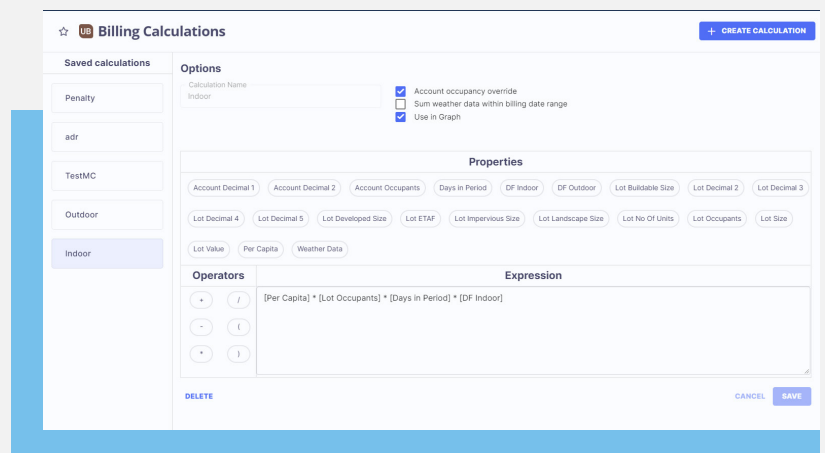 UB Billing Calculations
+ CREATE CALCULATION
Saved calculations
Penalty
adr
TestMC
Outdoor
Indoor
Options
Calculation Name
Indoor
Account occupancy override
Sum weather data within billing date range
Use in Graph
Properties
Account Decimal 1 Account Decimal 2 Account Occupants Days in Period DF Indoor DF Outdoor Lot Buildable Size Lot Decimal 2 Lot Decimal 3
Lot Decimal 4 Lot Decimal 5 Lot Developed Size Lot ETAF Lot Impervious Size Lot Landscape Size Lot No Of Units Lot Occupants Lot Size
Lot Value Per Capita Weather Data
Operators
+ /
- (
* )
Expression
[Per Capita] * [Lot Occupants] * [Days in Period] * [DF Indoor]
DELETE
CANCEL SAVE